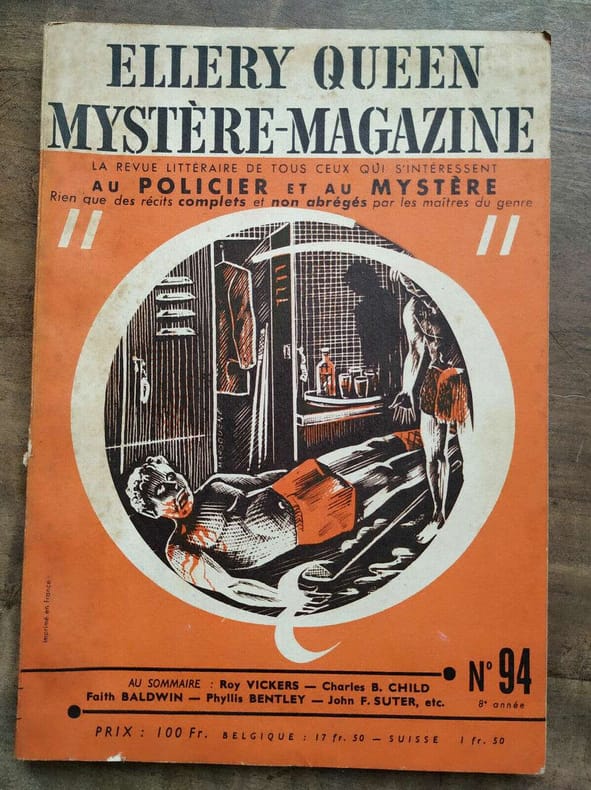 ELLERY QUEEN
MYSTÈRE-MAGAZINE
LA REVUE LITTÉRAIRE DE TOUS CEUX QUI S'INTÉRESSENT
AU POLICIER ET AU MYSTÈRE
Rien que des récits complets et non abrégés par les maîtres du genre
imprimé en France
AU SOMMAIRE : Roy VICKERS — Charles B. CHILD
Faith BALDWIN — Phyllis BENTLEY — John F. SUTER, etc.
N° 94
8e année
PRIX : 100 Fr. BELGIQUE : 17 fr. 50 — SUISSE 1 fr. 50